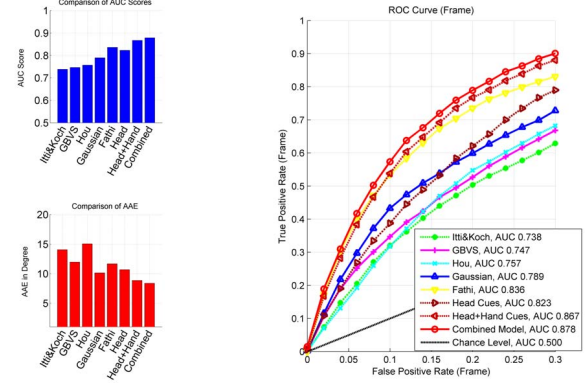 Comparison of AUC Scores
1
0.9
0.8
0.7
0.6
0.5
AUC Score
Itti&Koch
GBVS
Hou
Gaussian
Fathi
Head
Head+Hand
Combined
Comparison of AAE
20
15
10
5
AAE in Degree
Itti&Koch
GBVS
Hou
Gaussian
Fathi
Head
Head+Hand
Combined
ROC Curve (Frame)
1
0.9
0.8
0.7
0.6
0.5
0.4
0.3
0.2
0.1
0
True Positive Rate (Frame)
Itti&Koch, AUC 0.738
GBVS, AUC 0.747
Hou, AUC 0.757
Gaussian, AUC 0.789
Fathi, AUC 0.836
Head Cues, AUC 0.823
Head+Hand Cues, AUC 0.867
Combined Model, AUC 0.878
Chance Level, AUC 0.500
0 0.05 0.1 0.15 0.2 0.25 0.3
False Positive Rate (Frame)